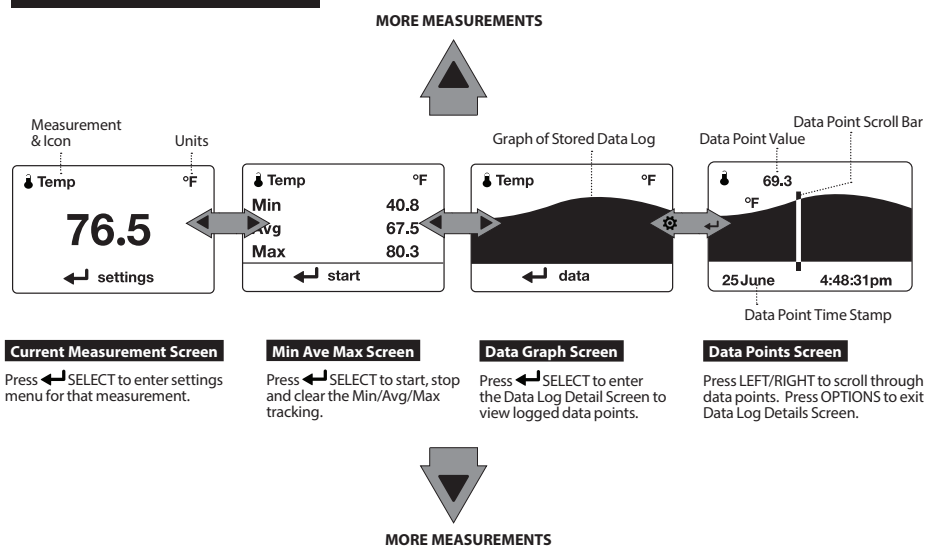 MORE MEASUREMENTS
Measurement
& Icon
Units
Graph of Stored Data Log
Data Point Value
Data Point Scroll Bar
Temp °F
76.5
settings
Temp °F
Min 40.8
Avg 67.5
Max 80.3
start
Temp °F
data
69.3
°F
25 June 4:48:31pm
Data Point Time Stamp
Current Measurement Screen
Press SELECT to enter settings
menu for that measurement.
Min Ave Max Screen
Press SELECT to start, stop
and clear the Min/Avg/Max
tracking.
Data Graph Screen
Press SELECT to enter
the Data Log Detail Screen to
view logged data points.
Data Points Screen
Press LEFT/RIGHT to scroll through
data points. Press OPTIONS to exit
Data Log Details Screen.
MORE MEASUREMENTS